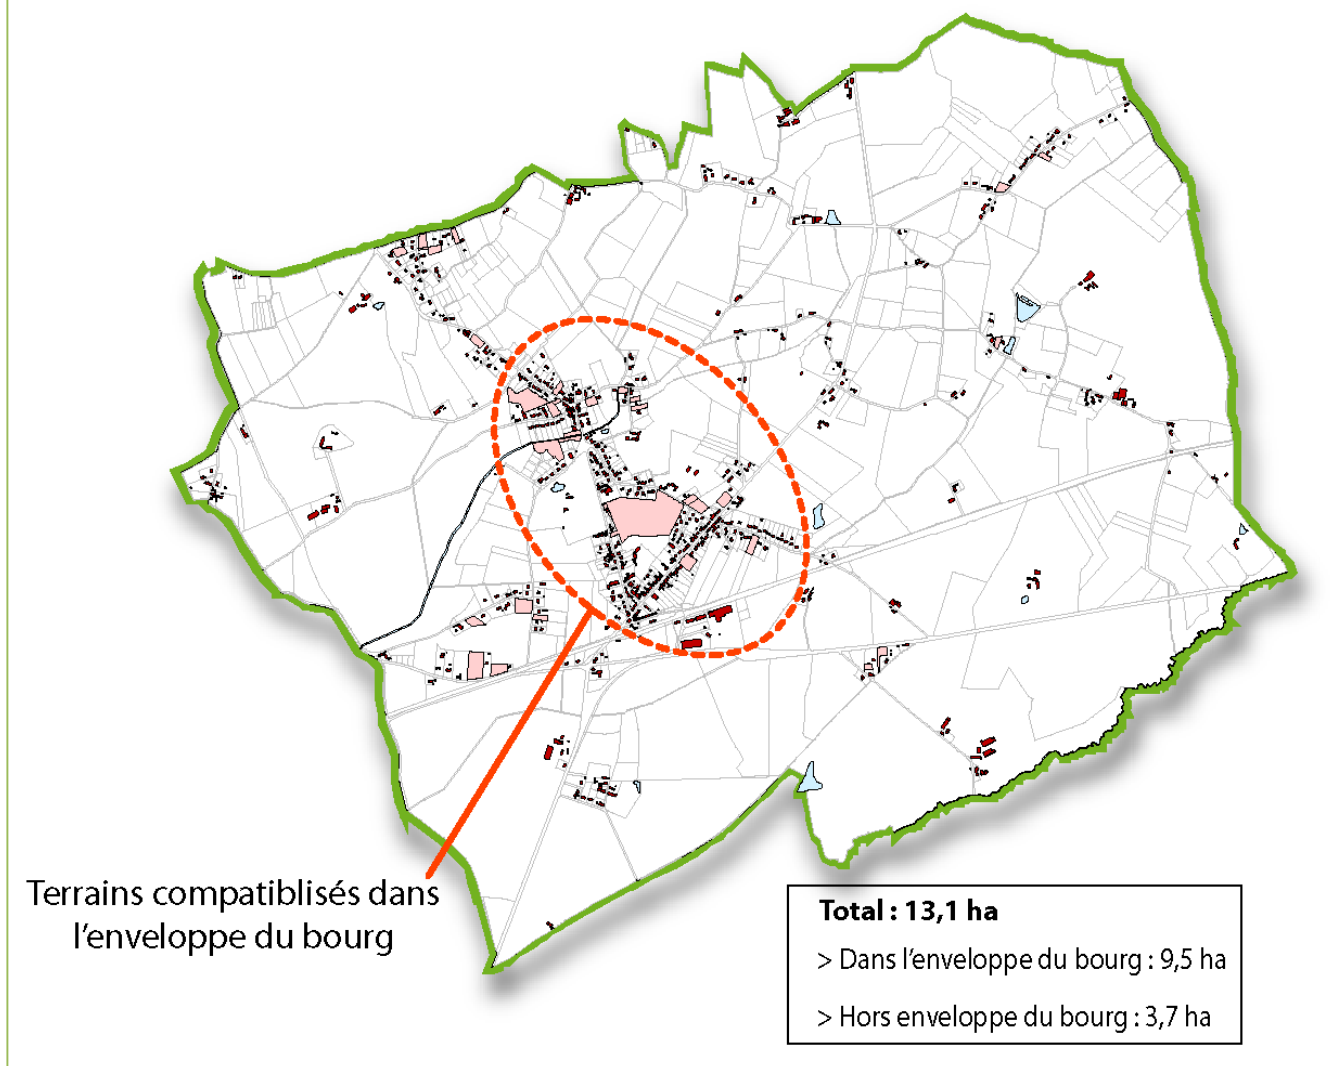 Terrains compatiblisés dans
l'enveloppe du bourg
Total : 13,1 ha
> Dans l'enveloppe du bourg : 9,5 ha
> Hors enveloppe du bourg : 3,7 ha